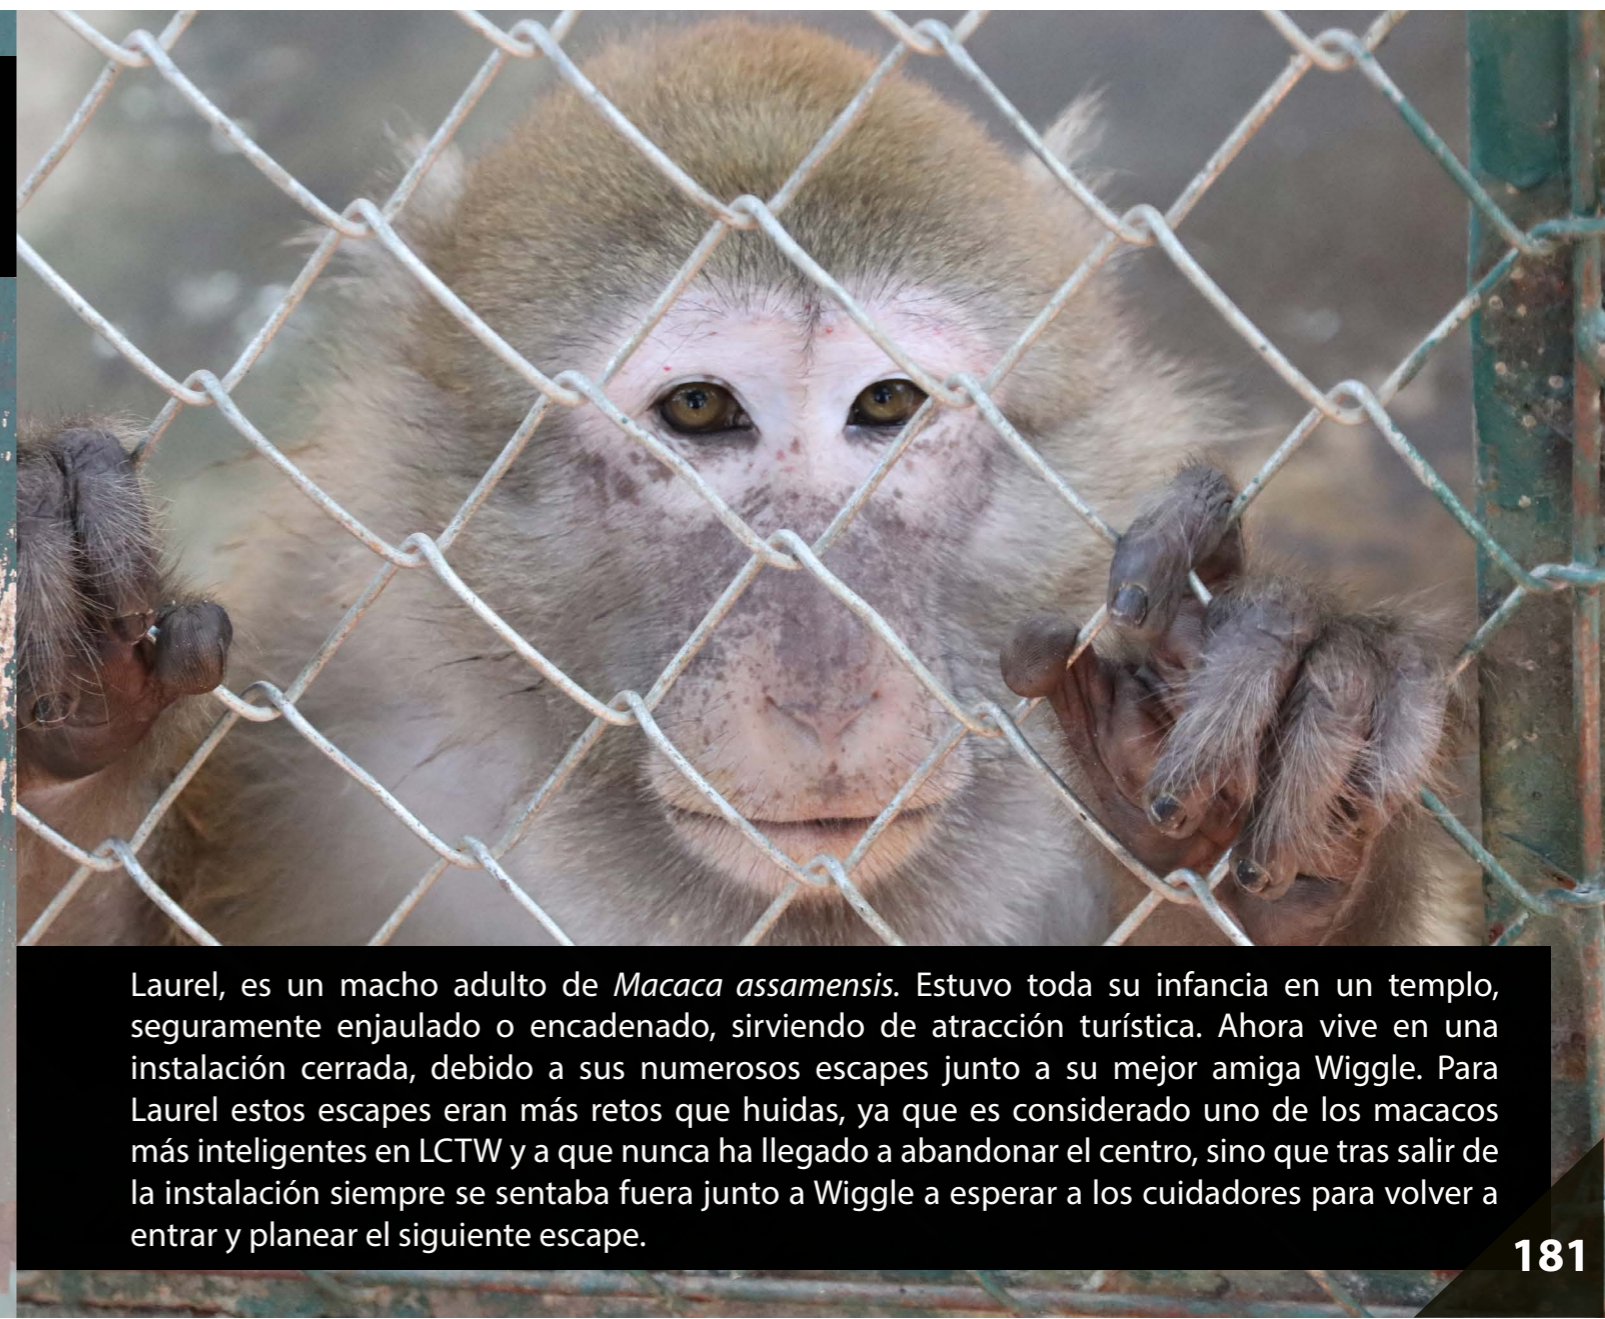 Laurel, es un macho adulto de Macaca assamensis. Estuvo toda su infancia en un templo,
seguramente enjaulado o encadenado, sirviendo de atracción turística. Ahora vive en una
instalación cerrada, debido a sus numerosos escapes junto a su mejor amiga Wiggle. Para
Laurel estos escapes eran más retos que huidas, ya que es considerado uno de los macacos
más inteligentes en LCTW y a que nunca ha llegado a abandonar el centro, sino que tras salir de
la instalación siempre se sentaba fuera junto a Wiggle a esperar a los cuidadores para volver a
entrar y planear el siguiente escape.
181